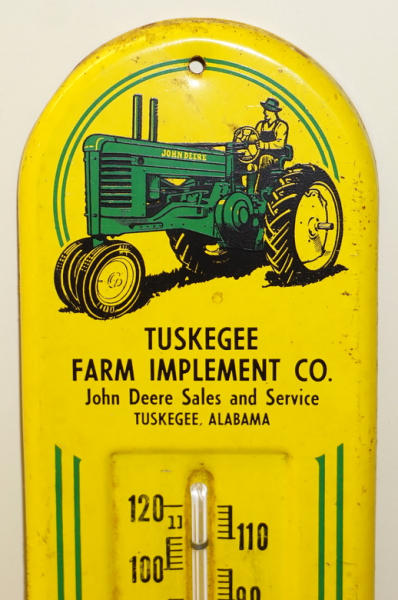 JOHN DEERE
TUSKEGEE
FARM IMPLEMENT CO.
John Deere Sales and Service
TUSKEGEE, ALABAMA
120
110
100